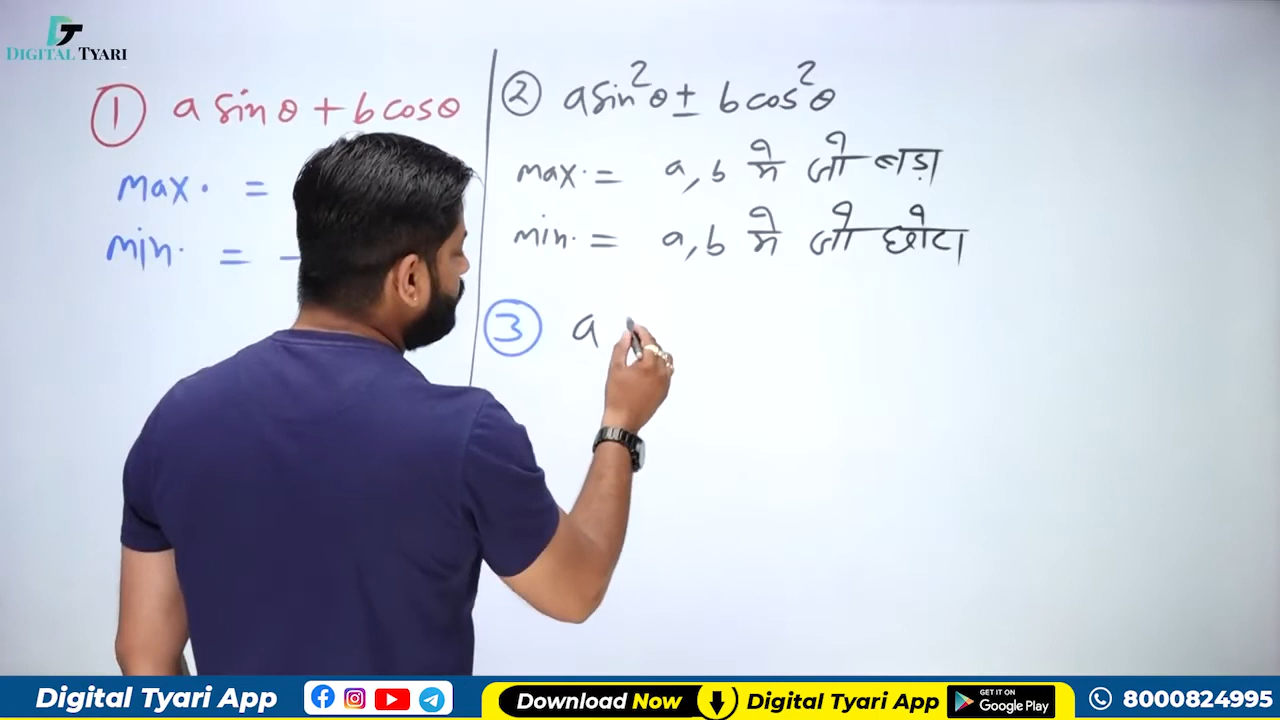 DT
DIGITAL TYARI
① a sinθ + b cosθ
max. =
min. = -
② a sin²θ ± b cos²θ
max. = a, b में जो बड़ा
min. = a, b में जो छोटा
③ a
Digital Tyari App
Download Now
Digital Tyari App
GET IT ON
Google Play
8000824995